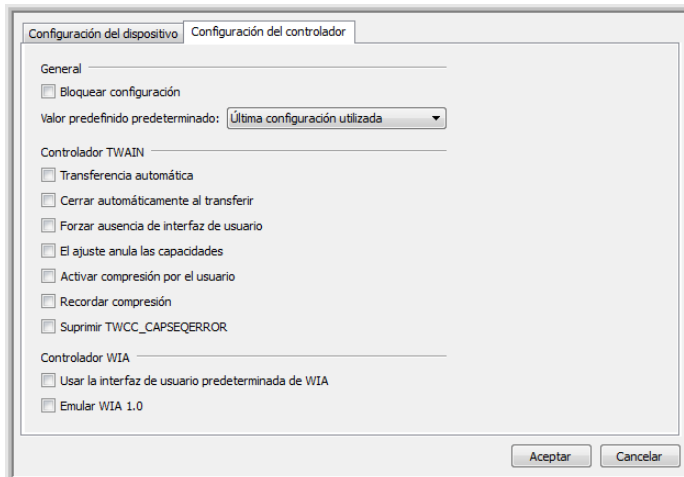 Configuración del dispositivo
Configuración del controlador
General
Bloquear configuración
Valor predefinido predeterminado: Última configuración utilizada
Controlador TWAIN
Transferencia automática
Cerrar automáticamente al transferir
Forzar ausencia de interfaz de usuario
El ajuste anula las capacidades
Activar compresión por el usuario
Recordar compresión
Suprimir TWCC_CAPSEQERROR
Controlador WIA
Usar la interfaz de usuario predeterminada de WIA
Emular WIA 1.0
Aceptar
Cancelar